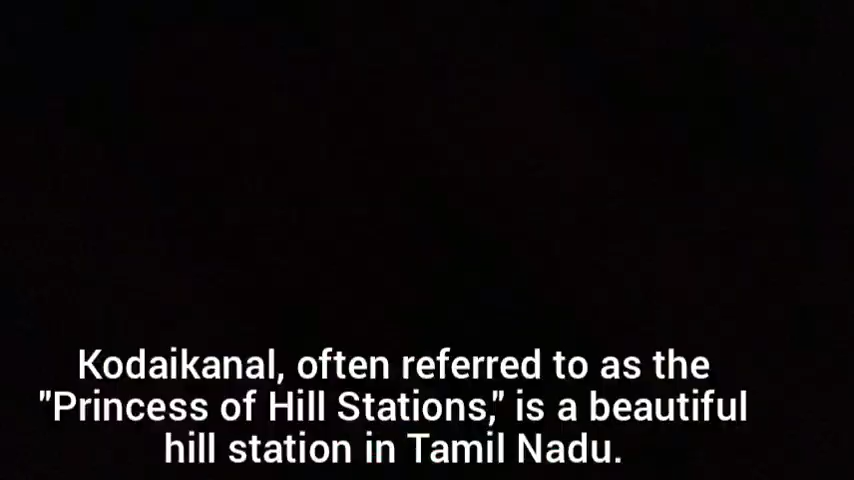 Kodaikanal, often referred to as the
"Princess of Hill Stations," is a beautiful
hill station in Tamil Nadu.